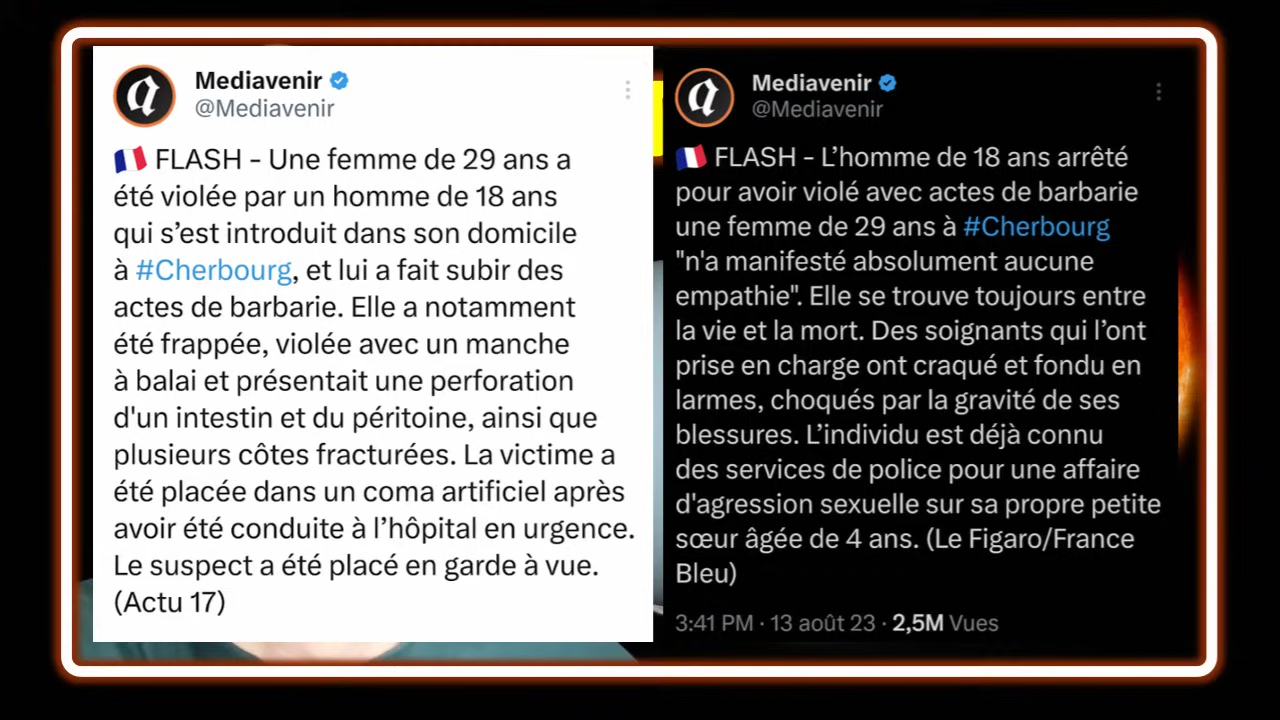 Mediavenir
@Mediavenir
🇫🇷 FLASH - Une femme de 29 ans a
été violée par un homme de 18 ans
qui s’est introduit dans son domicile
à #Cherbourg, et lui a fait subir des
actes de barbarie. Elle a notamment
été frappée, violée avec un manche
à balai et présentait une perforation
d'un intestin et du péritoine, ainsi que
plusieurs côtes fracturées. La victime a
été placée dans un coma artificiel après
avoir été conduite à l’hôpital en urgence.
Le suspect a été placé en garde à vue.
(Actu 17)
Mediavenir
@Mediavenir
🇫🇷 FLASH - L’homme de 18 ans arrêté
pour avoir violé avec actes de barbarie
une femme de 29 ans à #Cherbourg
"n'a manifesté absolument aucune
empathie". Elle se trouve toujours entre
la vie et la mort. Des soignants qui l’ont
prise en charge ont craqué et fondu en
larmes, choqués par la gravité de ses
blessures. L’individu est déjà connu
des services de police pour une affaire
d'agression sexuelle sur sa propre petite
sœur âgée de 4 ans. (Le Figaro/France
Bleu)
3:41 PM · 13 août 23 · 2,5M Vues